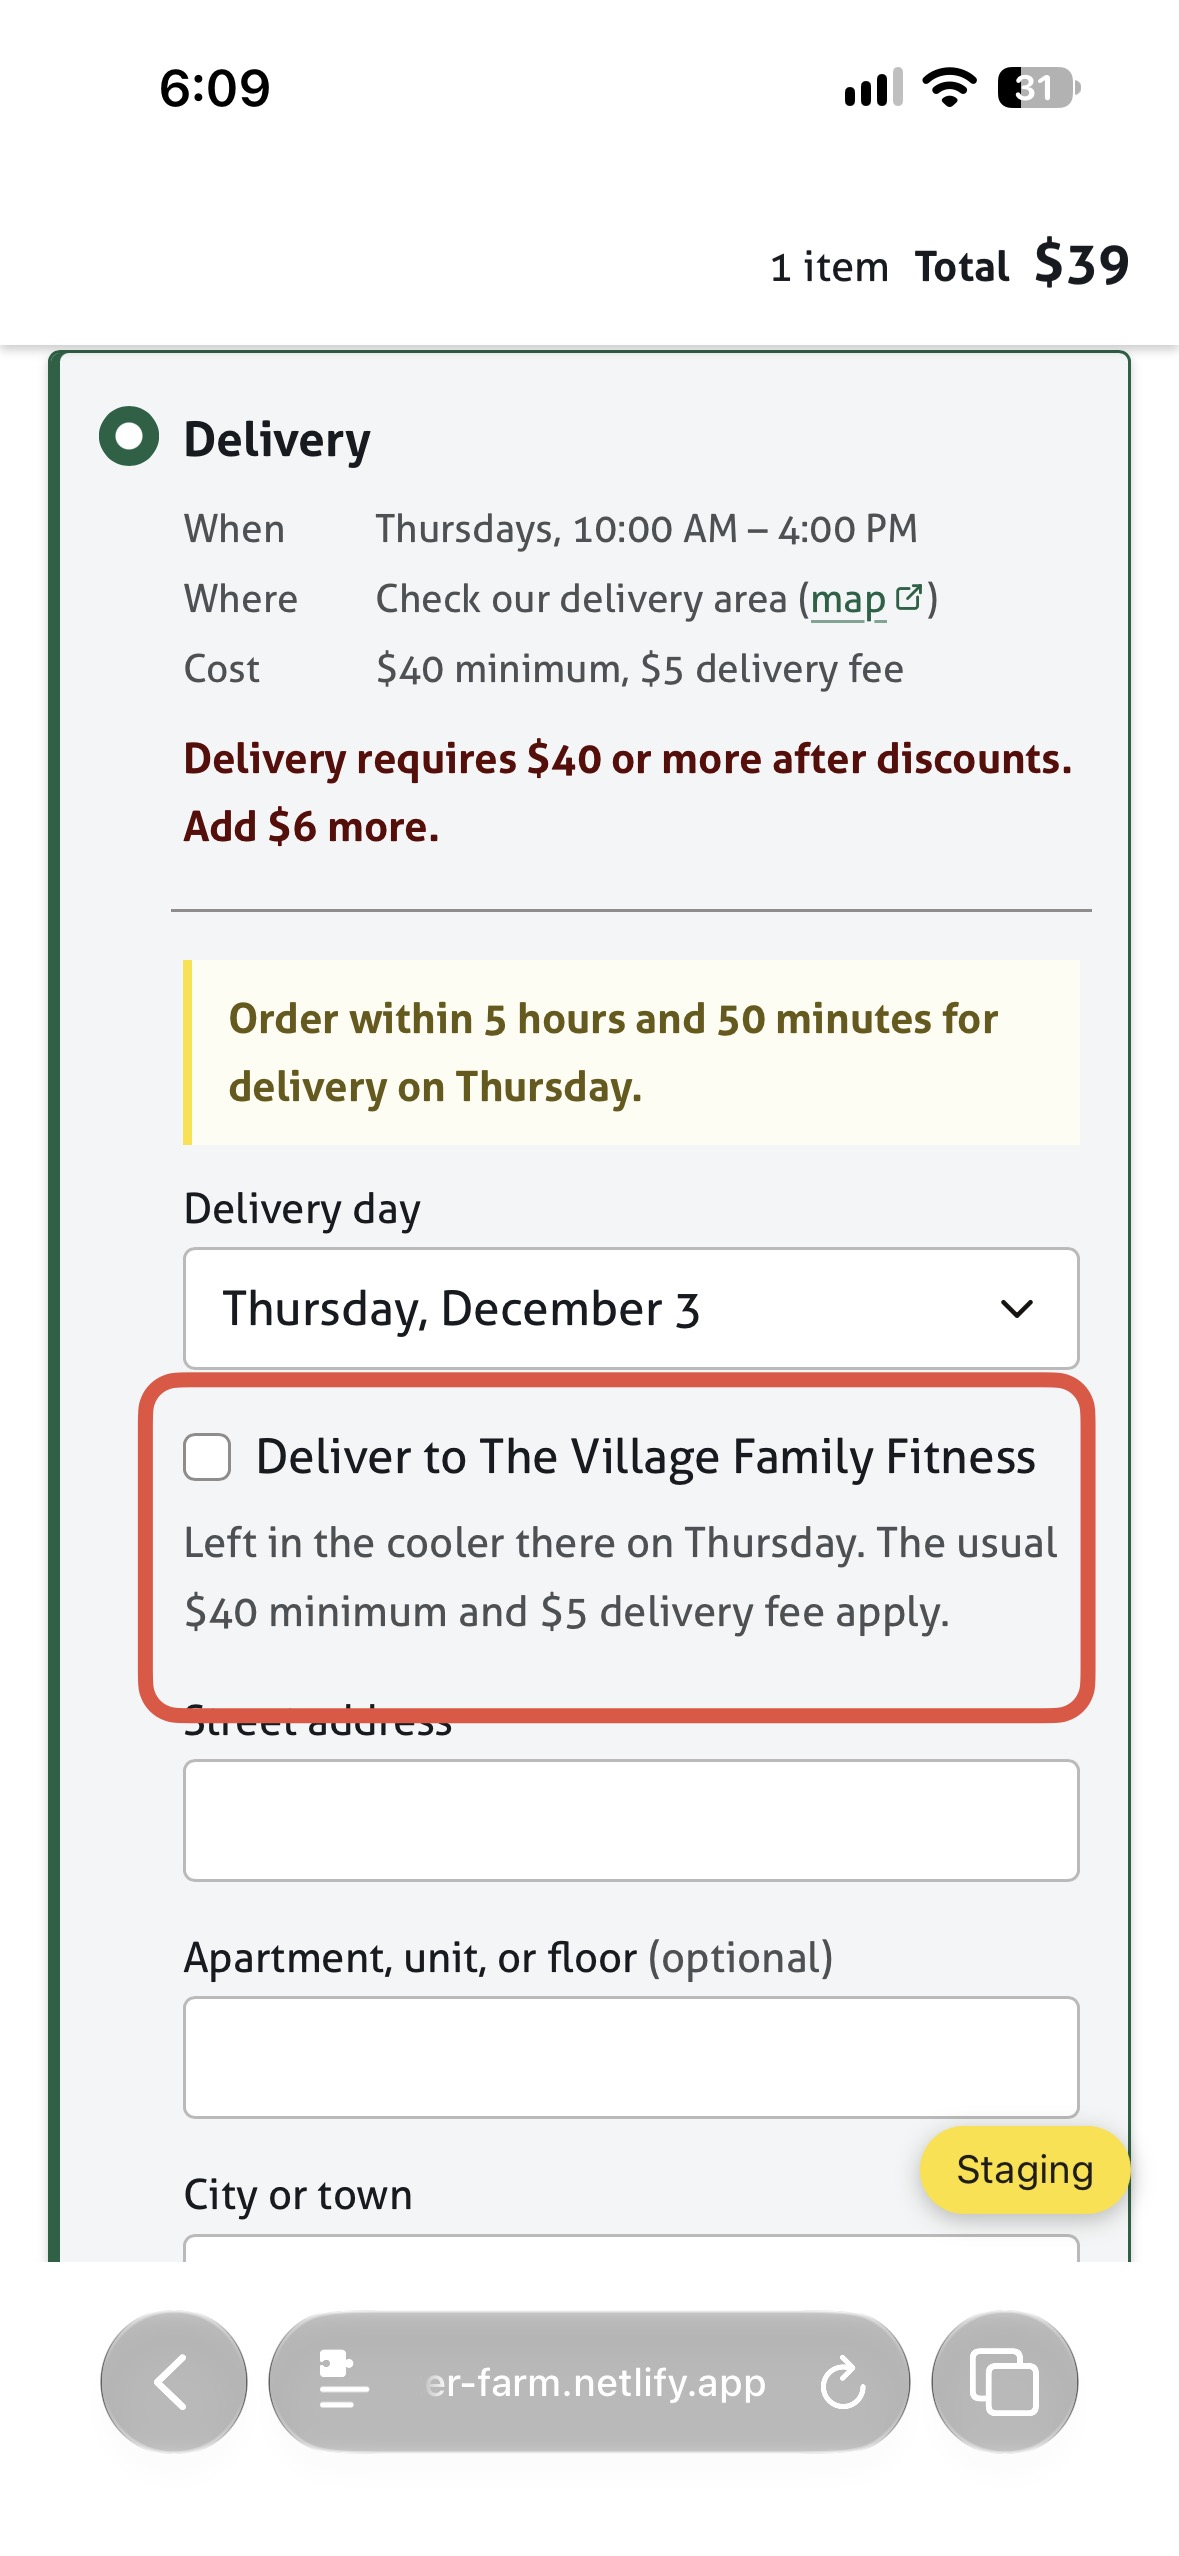 6:09
31
1 item Total $39
Delivery
When Thursdays, 10:00 AM – 4:00 PM
Where Check our delivery area (map)
Cost $40 minimum, $5 delivery fee
Delivery requires $40 or more after discounts.
Add $6 more.
Order within 5 hours and 50 minutes for
delivery on Thursday.
Delivery day
Thursday, December 3
Deliver to The Village Family Fitness
Left in the cooler there on Thursday. The usual
$40 minimum and $5 delivery fee apply.
Street address
Apartment, unit, or floor (optional)
Staging
City or town
er-farm.netlify.app